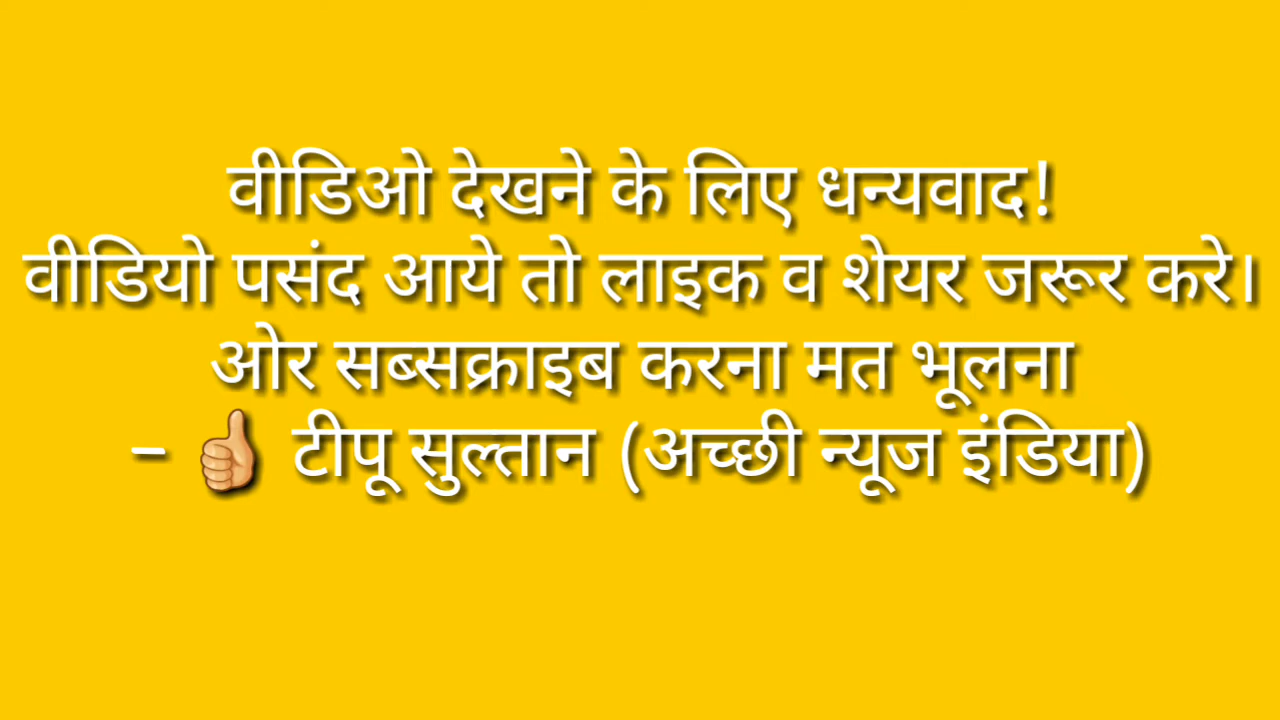 वीडिओ देखने के लिए धन्यवाद!
वीडियो पसंद आये तो लाइक व शेयर जरूर करे।
ओर सब्सक्राइब करना मत भूलना
– 👍 टीपू सुल्तान (अच्छी न्यूज इंडिया)